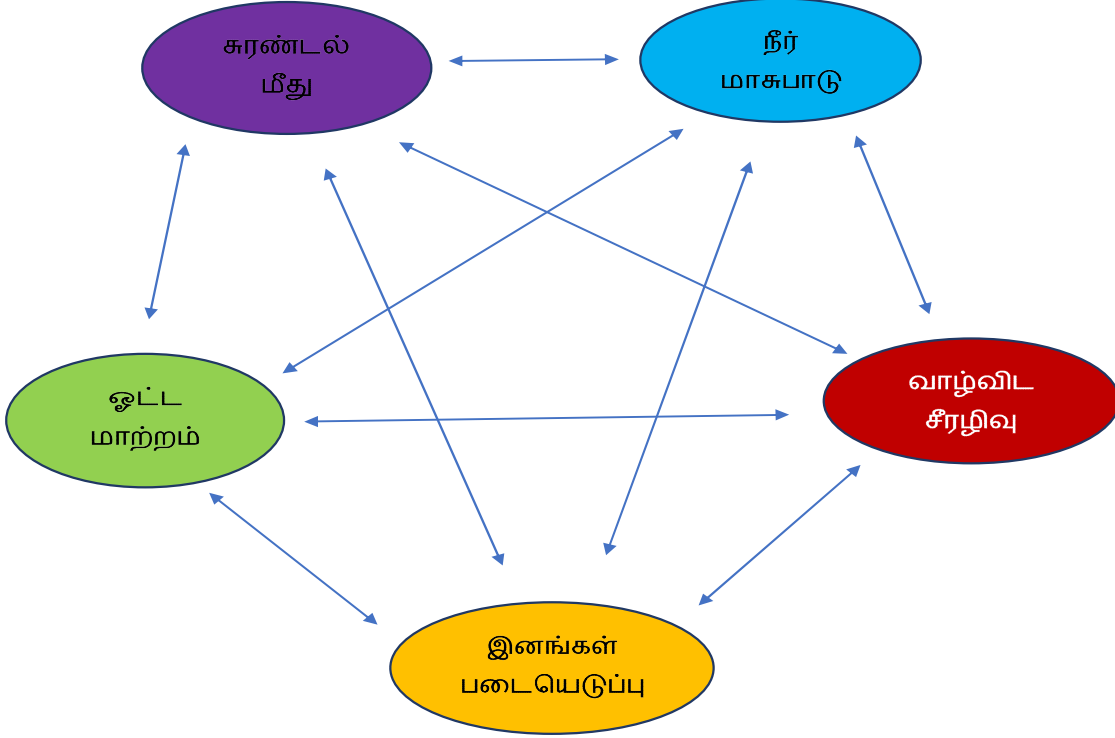 சுரண்டல்
மீது
நீர்
மாசுபாடு
ஓட்ட
மாற்றம்
வாழ்விட
சீரழிவு
இனங்கள்
படையெடுப்பு